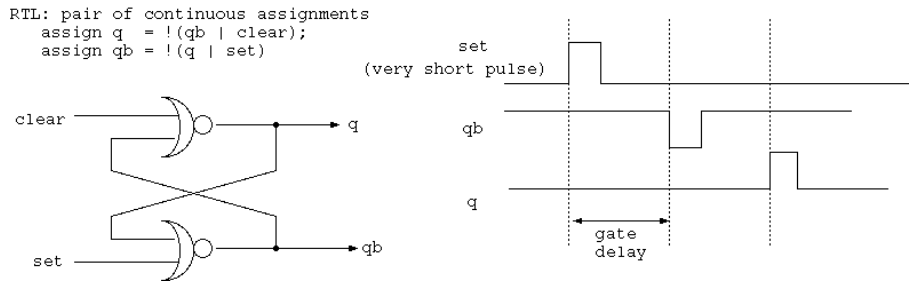 RTL: pair of continuous assignments
assign q = !(qb | clear);
assign qb = !(q | set)
clear
q
set
qb
set
(very short pulse)
qb
q
gate
delay